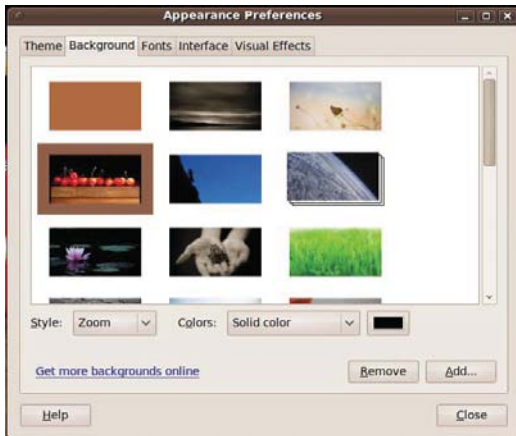 Appearance Preferences
Theme Background Fonts Interface Visual Effects
Style: Zoom Colors: Solid color
Get more backgrounds online Remove Add...
Help Close